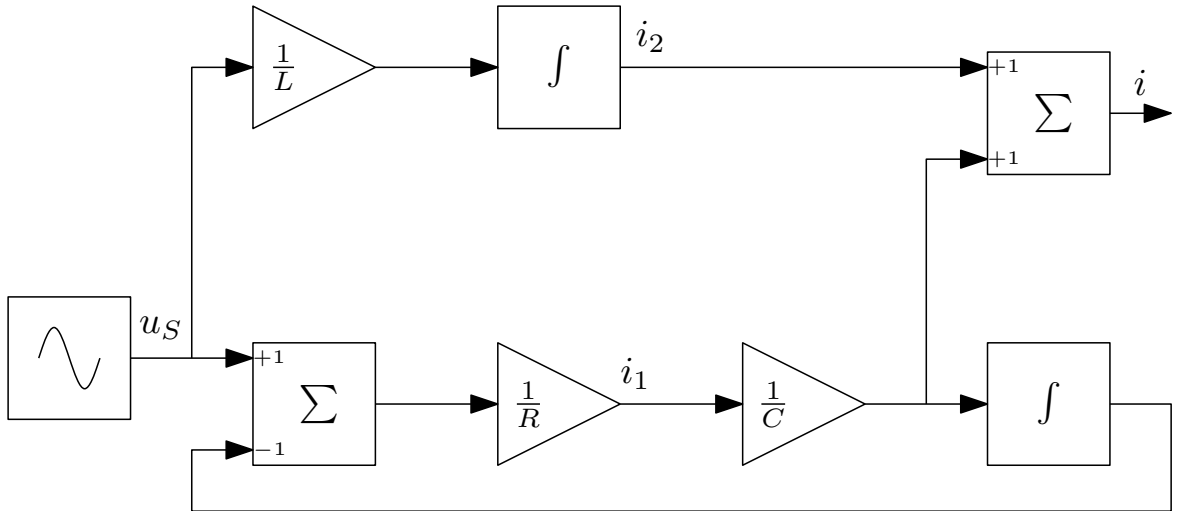 1/L
∫
i₂
+1
∑
i
+1
u_S
+1
∑
1/R
i₁
1/C
∫
−1